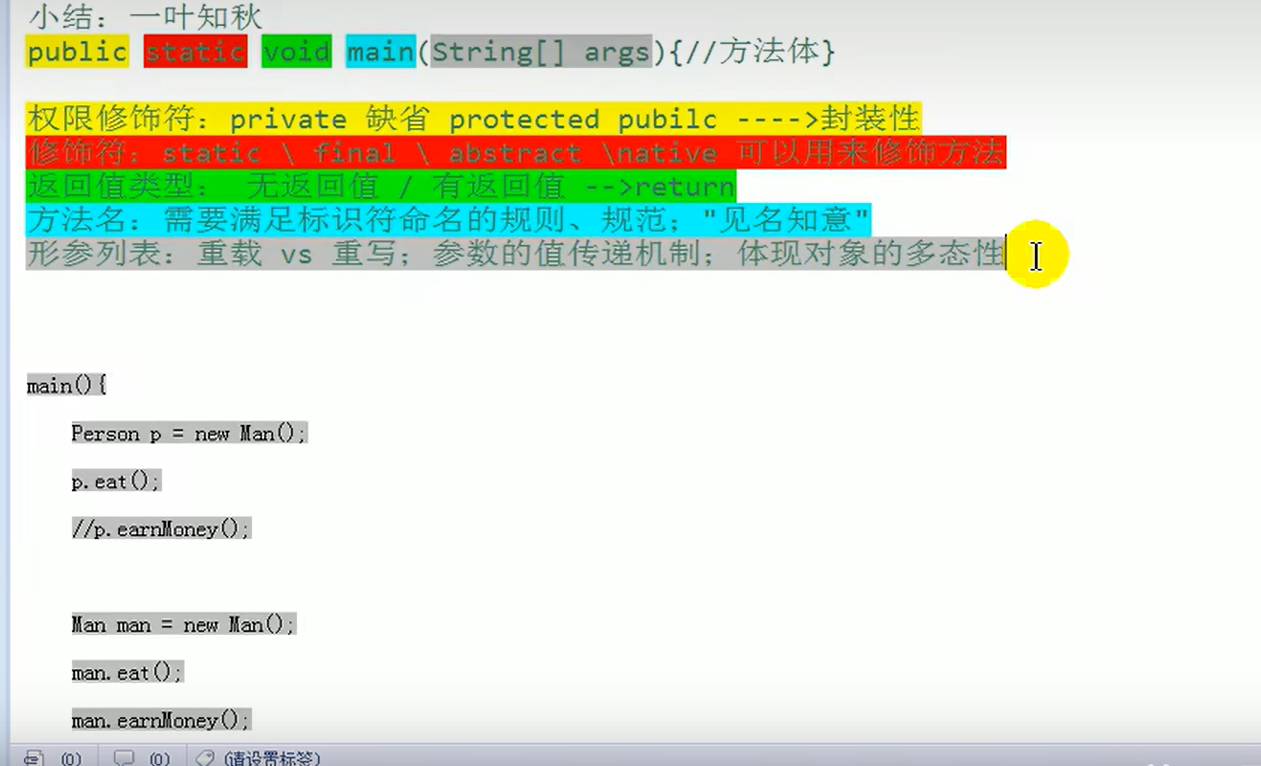 小结：一叶知秋
public static void main(String[] args){//方法体}
权限修饰符：private 缺省 protected pubilc ---->封装性
修饰符：static \ final \ abstract \native 可以用来修饰方法
返回值类型： 无返回值 / 有返回值 -->return
方法名：需要满足标识符命名的规则、规范；"见名知意"
形参列表：重载 vs 重写；参数的值传递机制；体现对象的多态性
main(){
Person p = new Man();
p.eat();
//p.earnMoney();
Man man = new Man();
man.eat();
man.earnMoney();
(0) (0) (请设置标签)